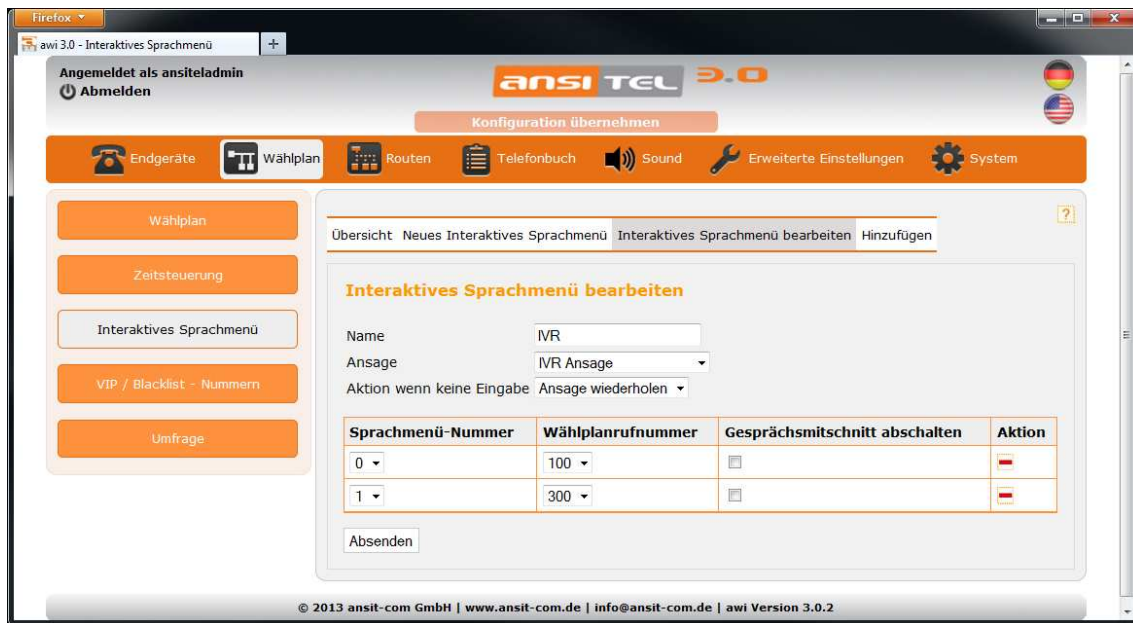 Firefox
awi 3.0 - Interaktives Sprachmenü
Angemeldet als ansiteladmin
Abmelden
ansi TEL 3.0
Konfiguration übernehmen
Endgeräte Wählplan Routen Telefonbuch Sound Erweiterte Einstellungen System
Wählplan
Zeitsteuerung
Interaktives Sprachmenü
VIP / Blacklist - Nummern
Umfrage
?
Übersicht Neues Interaktives Sprachmenü Interaktives Sprachmenü bearbeiten Hinzufügen
Interaktives Sprachmenü bearbeiten
Name IVR
Ansage IVR Ansage
Aktion wenn keine Eingabe Ansage wiederholen
Sprachmenü-Nummer Wählplanrufnummer Gesprächsmitschnitt abschalten Aktion
0 100
1 300
Absenden
© 2013 ansit-com GmbH | www.ansit-com.de | info@ansit-com.de | awi Version 3.0.2